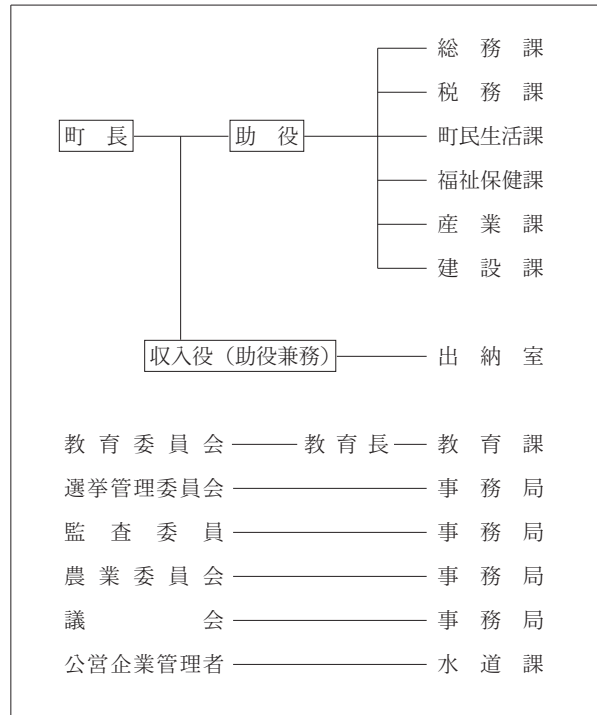 総務課
税務課
町長 助役 町民生活課
福祉保健課
産業課
建設課
収入役（助役兼務） 出納室
教育委員会 教育長 教育課
選挙管理委員会 事務局
監査委員 事務局
農業委員会 事務局
議会 事務局
公営企業管理者 水道課